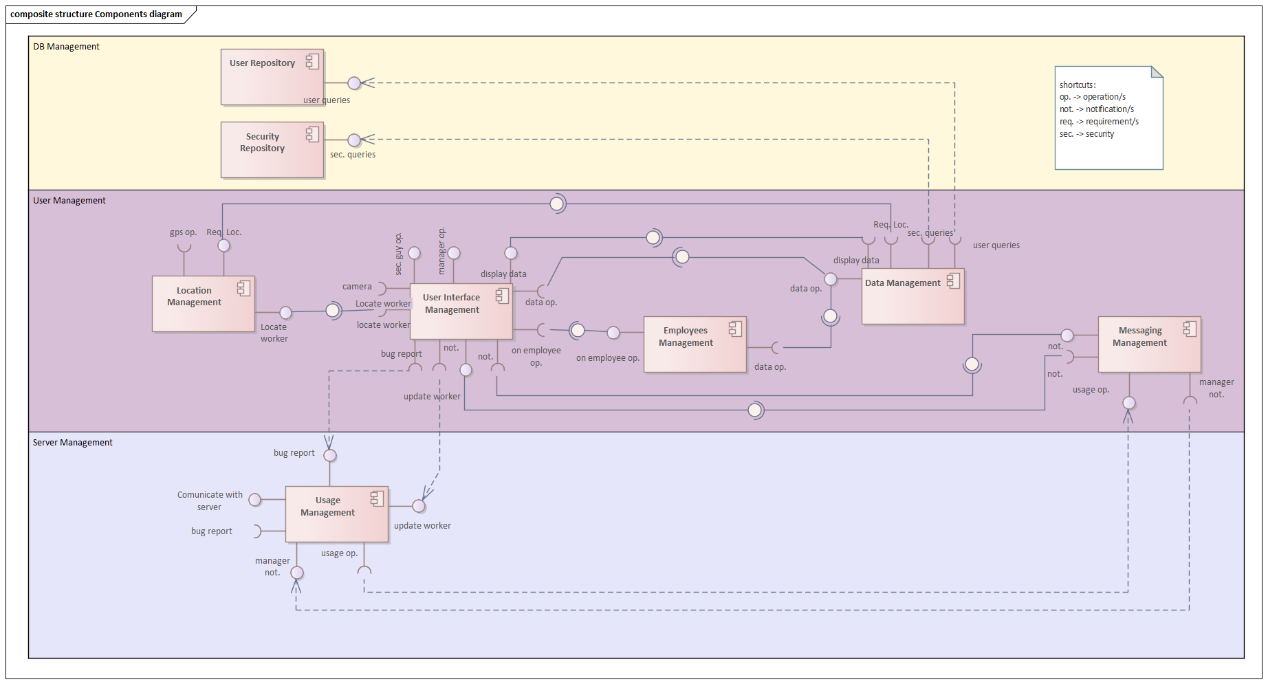 composite structure Components diagram
DB Management
User Repository
user queries
Security
Repository
sec. queries
shortcuts:
op. -> operation/s
not. -> notification/s
req. -> requirement/s
sec. -> security
User Management
gps op.
Req. Loc.
Location
Management
Locate
worker
sec. guy op.
manager op.
display data
camera
Locate worker
locate worker
User Interface
Management
data op.
bug report
not.
not.
update worker
on employee
op.
on employee op.
Employees
Management
data op.
Req. Loc.
sec. queries
user queries
display data
data op.
Data Management
Messaging
Management
not.
not.
usage op.
manager
not.
Server Management
bug report
Comunicate with
server
bug report
Usage
Management
update worker
manager
not.
usage op.